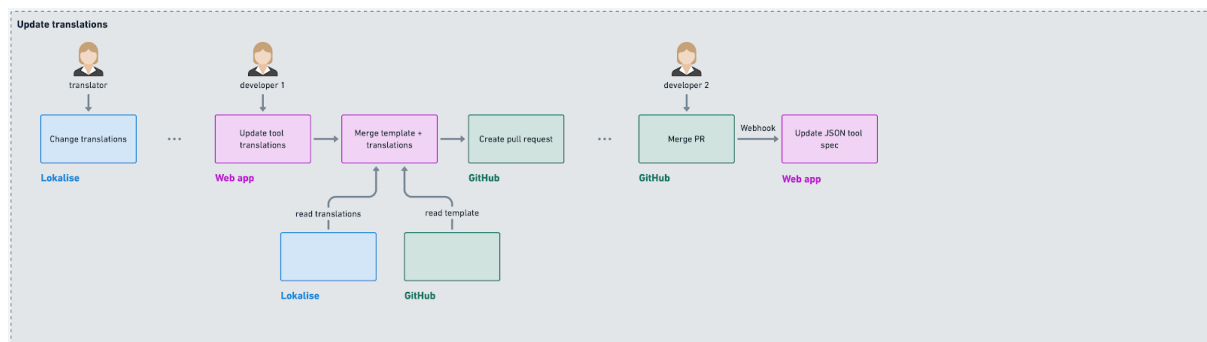 Update translations
translator
developer 1
developer 2
Change translations
...
Update tool
translations
Merge template +
translations
Create pull request
...
Merge PR
Webhook
Update JSON tool
spec
Lokalise
Web app
GitHub
GitHub
Web app
read translations
read template
Lokalise
GitHub